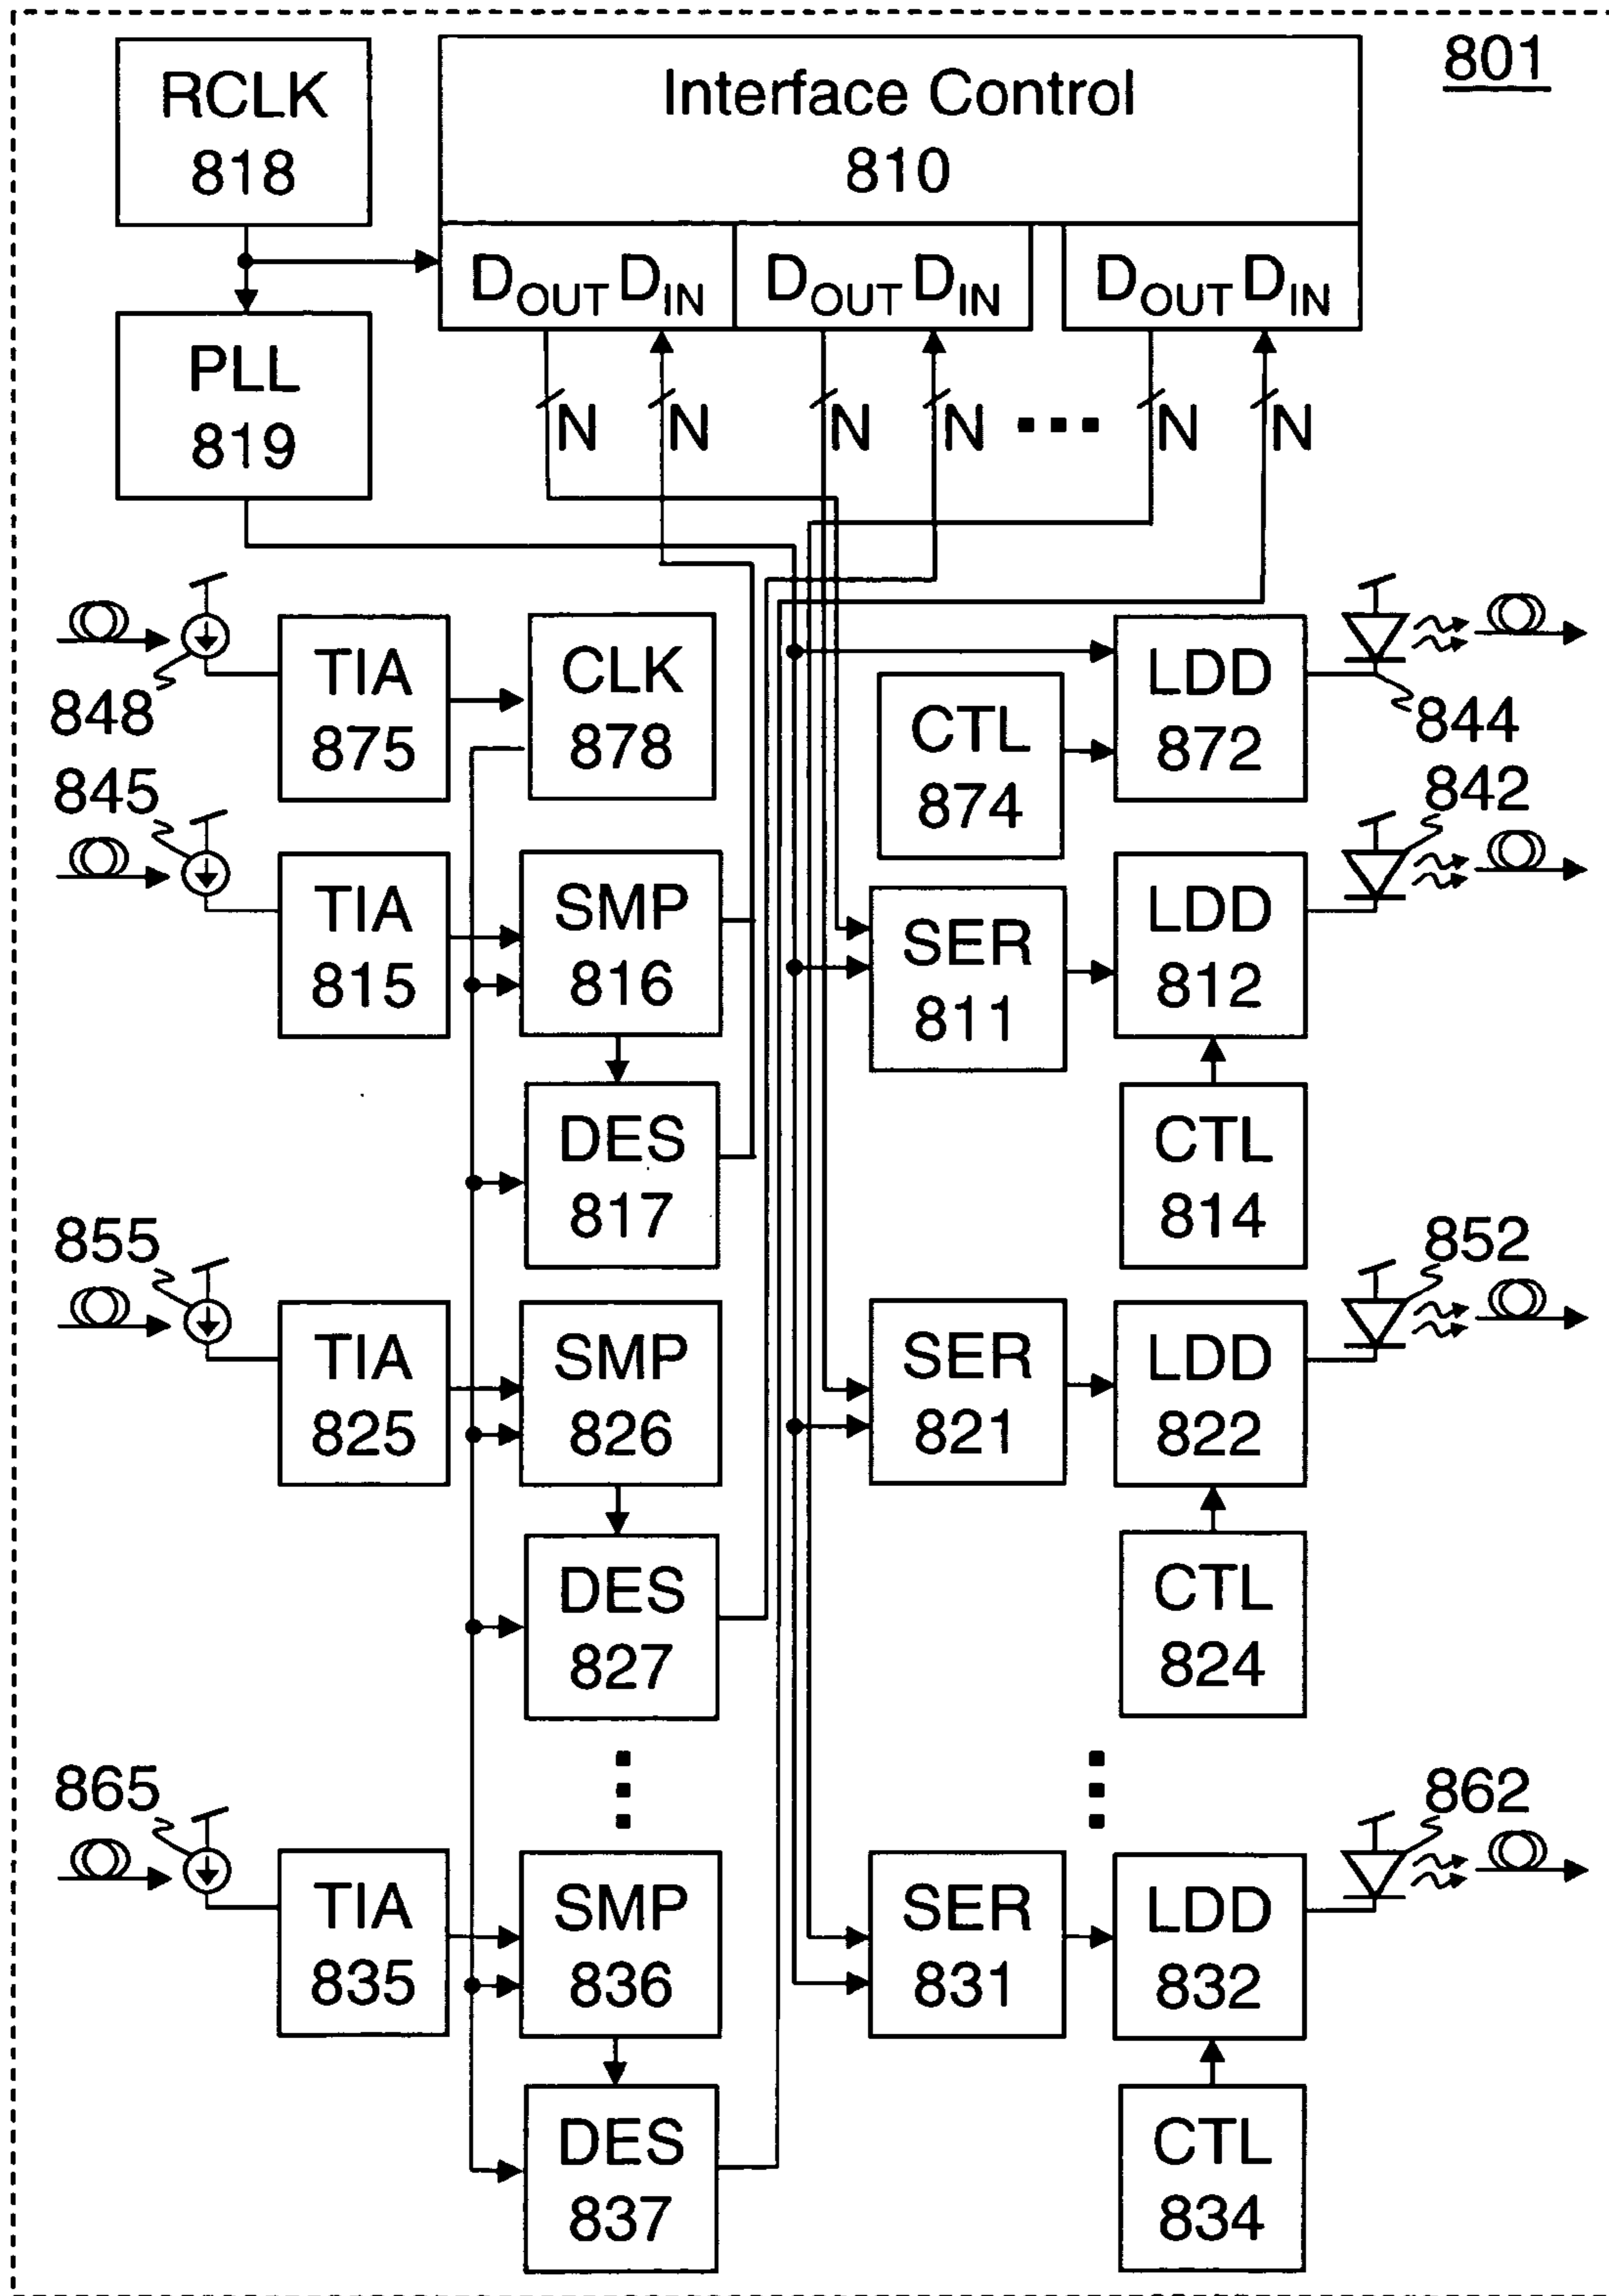 801
RCLK
818
Interface Control
810
DOUT DIN
DOUT DIN
DOUT DIN
PLL
819
N
N
N
N
N
N
848
TIA
875
CLK
878
CTL
874
LDD
872
844
845
TIA
815
SMP
816
SER
811
LDD
812
842
DES
817
CTL
814
855
TIA
825
SMP
826
SER
821
LDD
822
852
DES
827
CTL
824
865
TIA
835
SMP
836
SER
831
LDD
832
862
DES
837
CTL
834